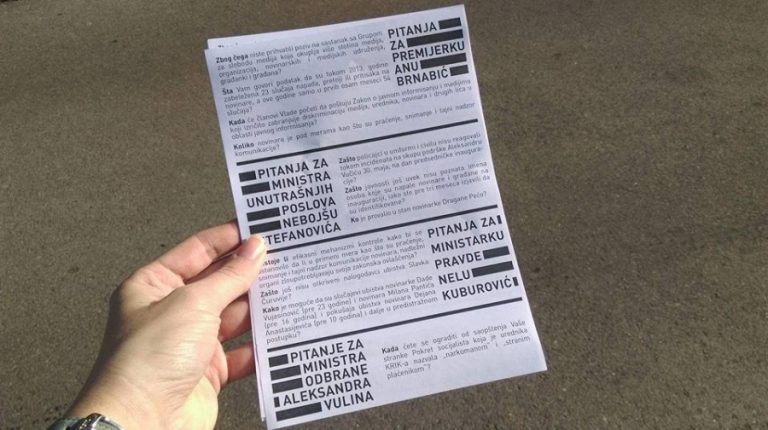 Zbog čega niste prihvatili poziv na sastanak sa Grupom
za slobodu medija koja okuplja više stotina medija,
organizacija, novinarskih i medijskih udruženja,
građanki i građana?
Šta Vam govori podatak da su tokom 2013. godine
zabeležena 23 slučaja napada, pretnji ili pritisaka na
novinare, a ove godine samo u prvih osam meseci 54
slučaja?
Kada će članovi Vlade početi da poštuju Zakon o javnom informisanju i medijima
koji izričito zabranjuje diskriminaciju medija, urednika, novinara i drugih lica u
oblasti javnog informisanja?
Koliko novinara je pod merama kao što su praćenje, snimanje i tajni nadzor
komunikacije?
PITANJA
ZA
PREMIJERKU
ANU
BRNABIĆ
PITANJA ZA
MINISTRA
UNUTRAŠNJIH
POSLOVA
NEBOJŠU
STEFANOVIĆA
Zašto policajci u uniformi i civilu nisu reagovali
tokom incidenata na skupu podrške Aleksandru
Vučiću 30. maja, na dan predsedničke inaugura-
cije?
Zašto javnosti još uvek nisu poznata imena
osoba koje su napale novinare i građane na
inauguraciji, iako ste pre tri meseca izjavili da
su identifikovane?
Ko je provalio u stan novinarke Dragane Pećo?
Postoje li efikasni mehanizmi kontrole kako bi se
ustanovilo da li u primeni mera kao što su praćenje,
snimanje i tajni nadzor komunikacije novinara nadležni
organi zloupotrebljavaju svoja zakonska ovlašćenja?
Zašto još nisu otkriveni nalogodavci ubistva Slavka
Ćuruvije?
Kako je moguće da su slučajevi ubistva novinarke Dade
Vujasinović (pre 23 godine) i novinara Milana Pantića
(pre 16 godina) i pokušaja ubistva novinara Dejana
Anastasijevića (pre 10 godina) i dalje u predistražnom
postupku?
PITANJA ZA
MINISTARKU
PRAVDE
NELU
KUBUROVIĆ
PITANJE ZA
MINISTRA
ODBRANE
ALEKSANDRA
VULINA
Kada ćete se ograditi od saopštenja Vaše
stranke Pokret socijalista koja je urednika
KRIK-a nazvala „narkomanom“ i „stranim
plaćenikom“?